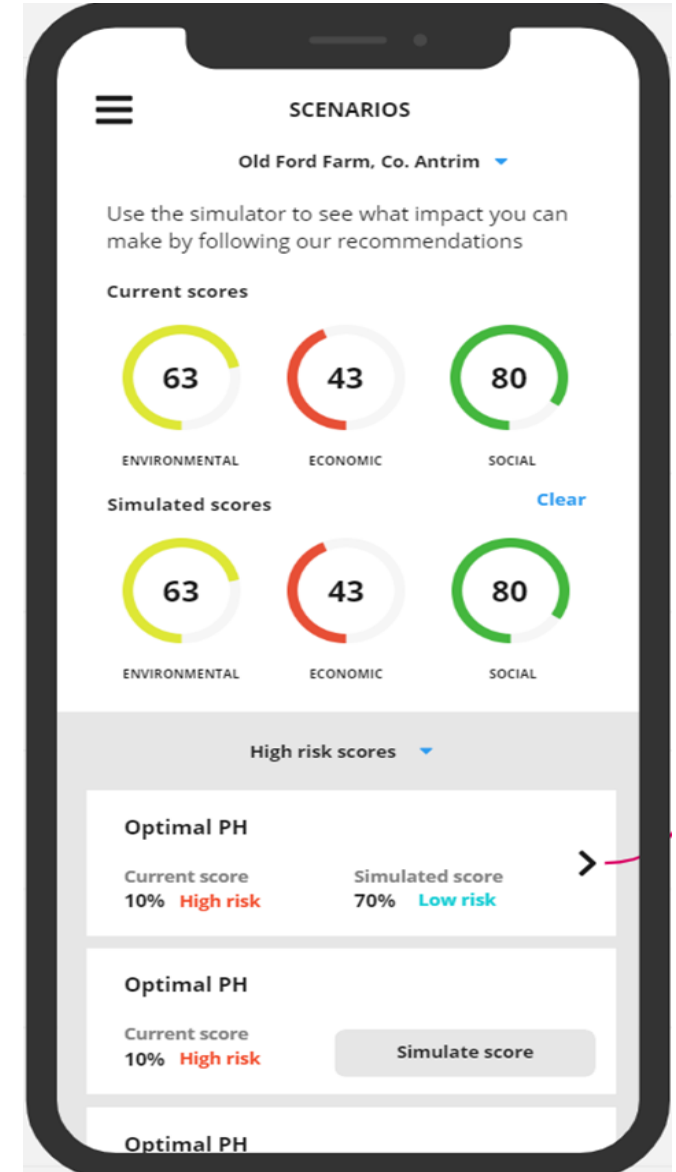 SCENARIOS
Old Ford Farm, Co. Antrim
Use the simulator to see what impact you can
make by following our recommendations
Current scores
63 43 80
ENVIRONMENTAL ECONOMIC SOCIAL
Simulated scores Clear
63 43 80
ENVIRONMENTAL ECONOMIC SOCIAL
High risk scores
Optimal PH
Current score Simulated score
10% High risk 70% Low risk
Optimal PH
Current score
10% High risk Simulate score
Optimal PH